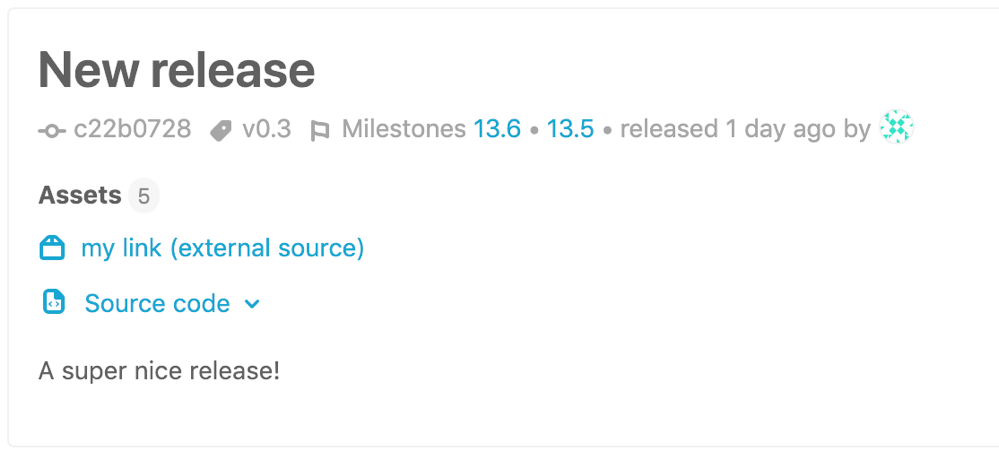 New release
c22b0728 v0.3 Milestones 13.6 • 13.5 • released 1 day ago by
Assets 5
my link (external source)
Source code
A super nice release!